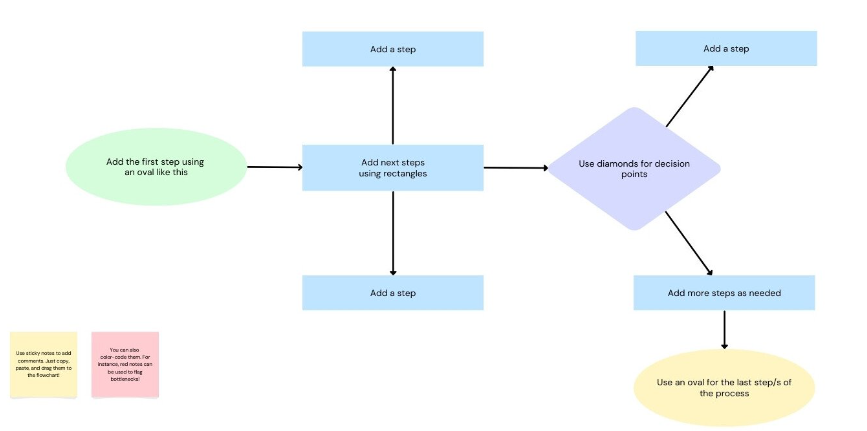 Add a step
Add a step
Add the first step using
an oval like this
Add next steps
using rectangles
Use diamonds for decision
points
Add a step
Add more steps as needed
Use sticky notes to add
comments. Just copy,
paste, and drag them to
the flowchart!
You can also
color-code them. For
instance, red notes can
be used to flag
bottlenecks!
Use an oval for the last step/s of
the process